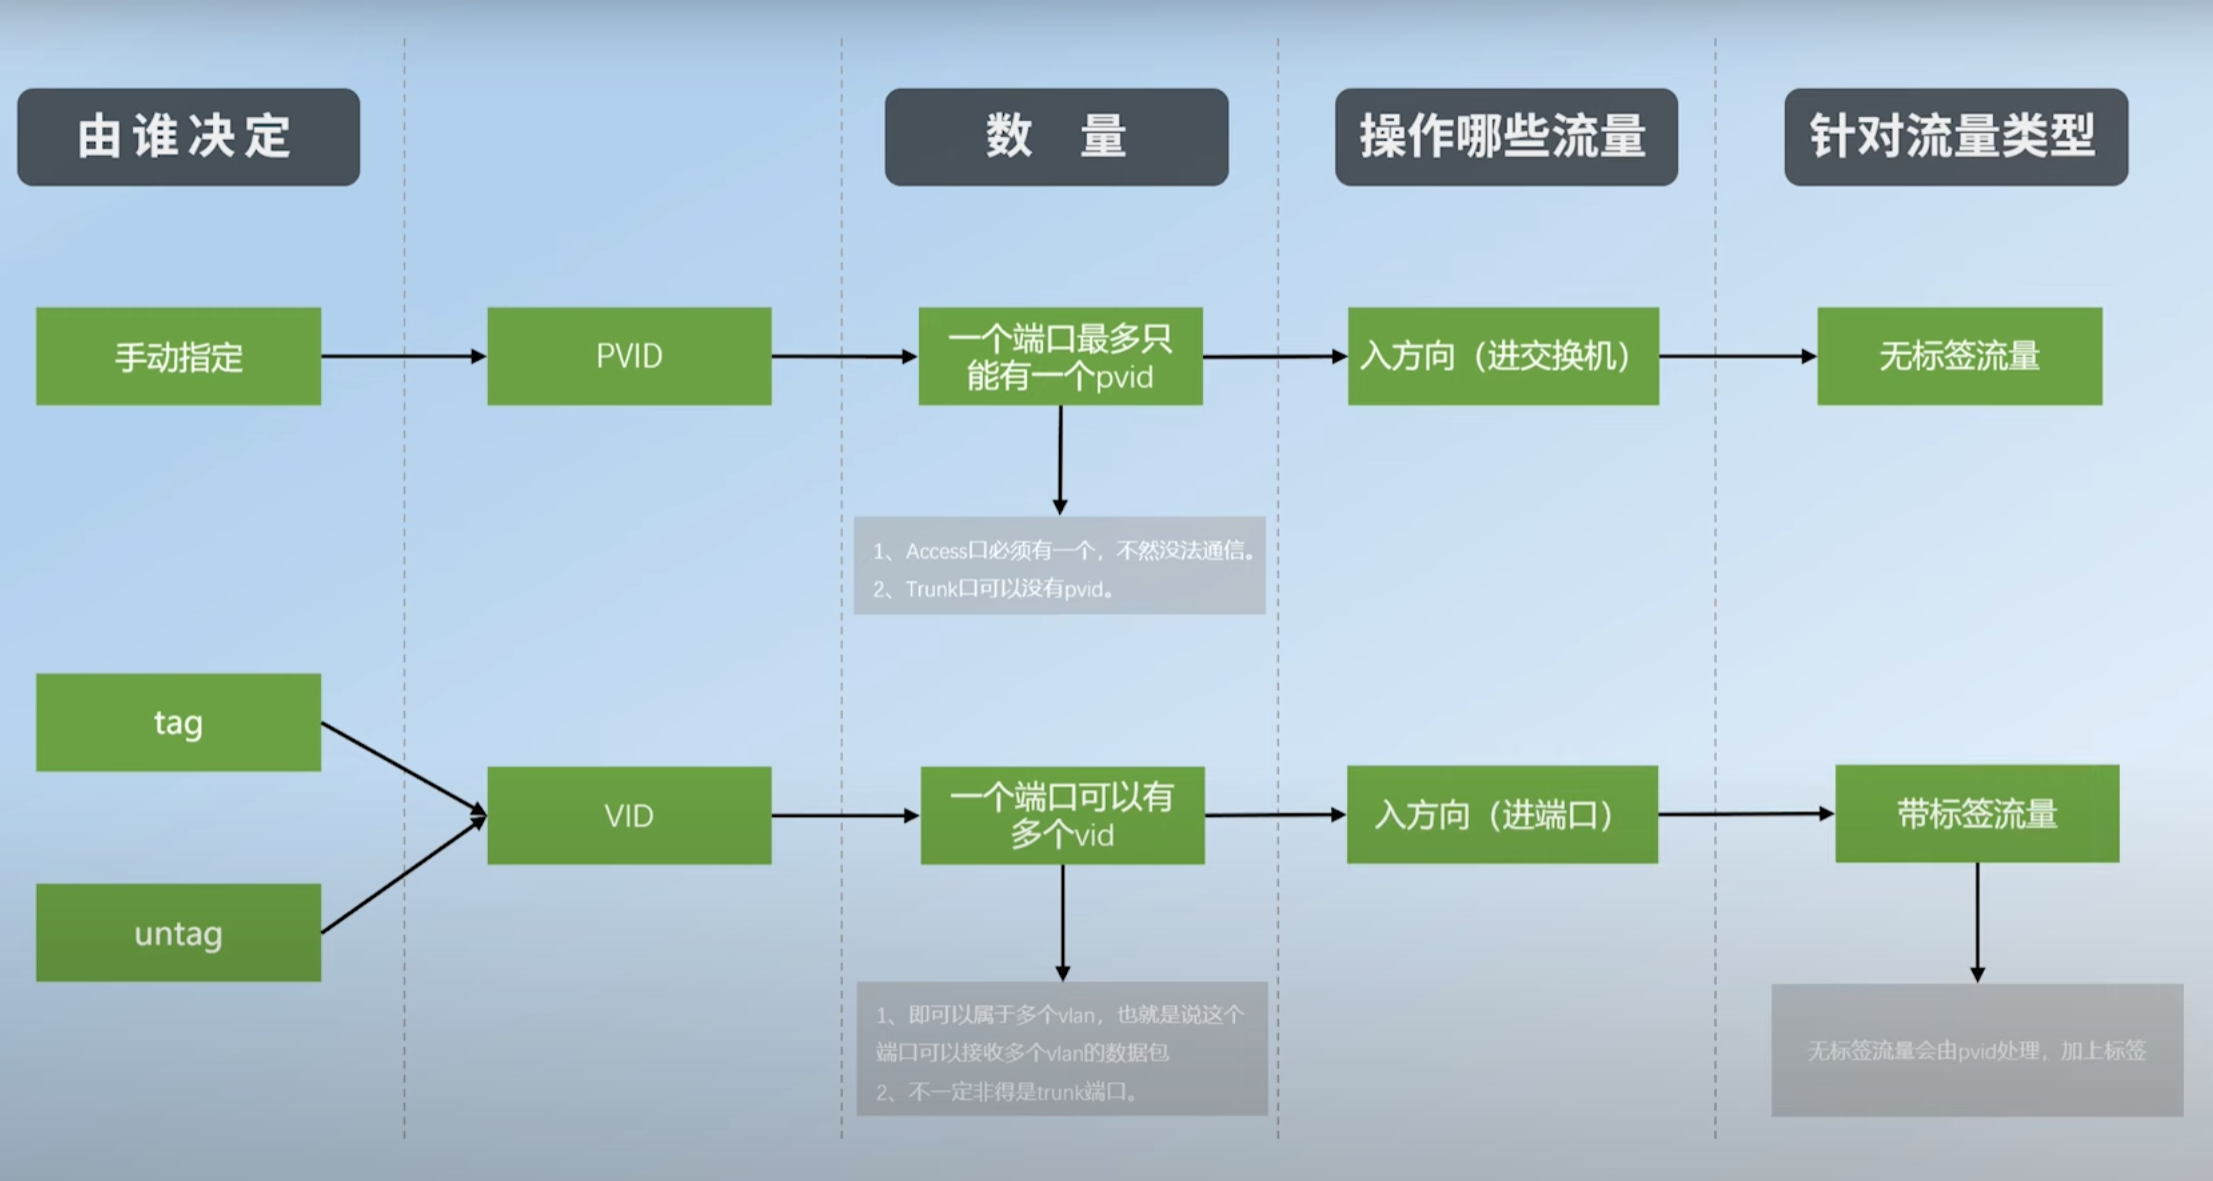 由谁决定
数 量
操作哪些流量
针对流量类型
手动指定
PVID
一个端口最多只
能有一个pvid
入方向（进交换机）
无标签流量
1、Access口必须有一个，不然没法通信。
2、Trunk口可以没有pvid。
tag
untag
VID
一个端口可以有
多个vid
入方向（进端口）
带标签流量
1、即可以属于多个vlan，也就是说这个
端口可以接收多个vlan的数据包
2、不一定非得是trunk端口。
无标签流量会由pvid处理，加上标签